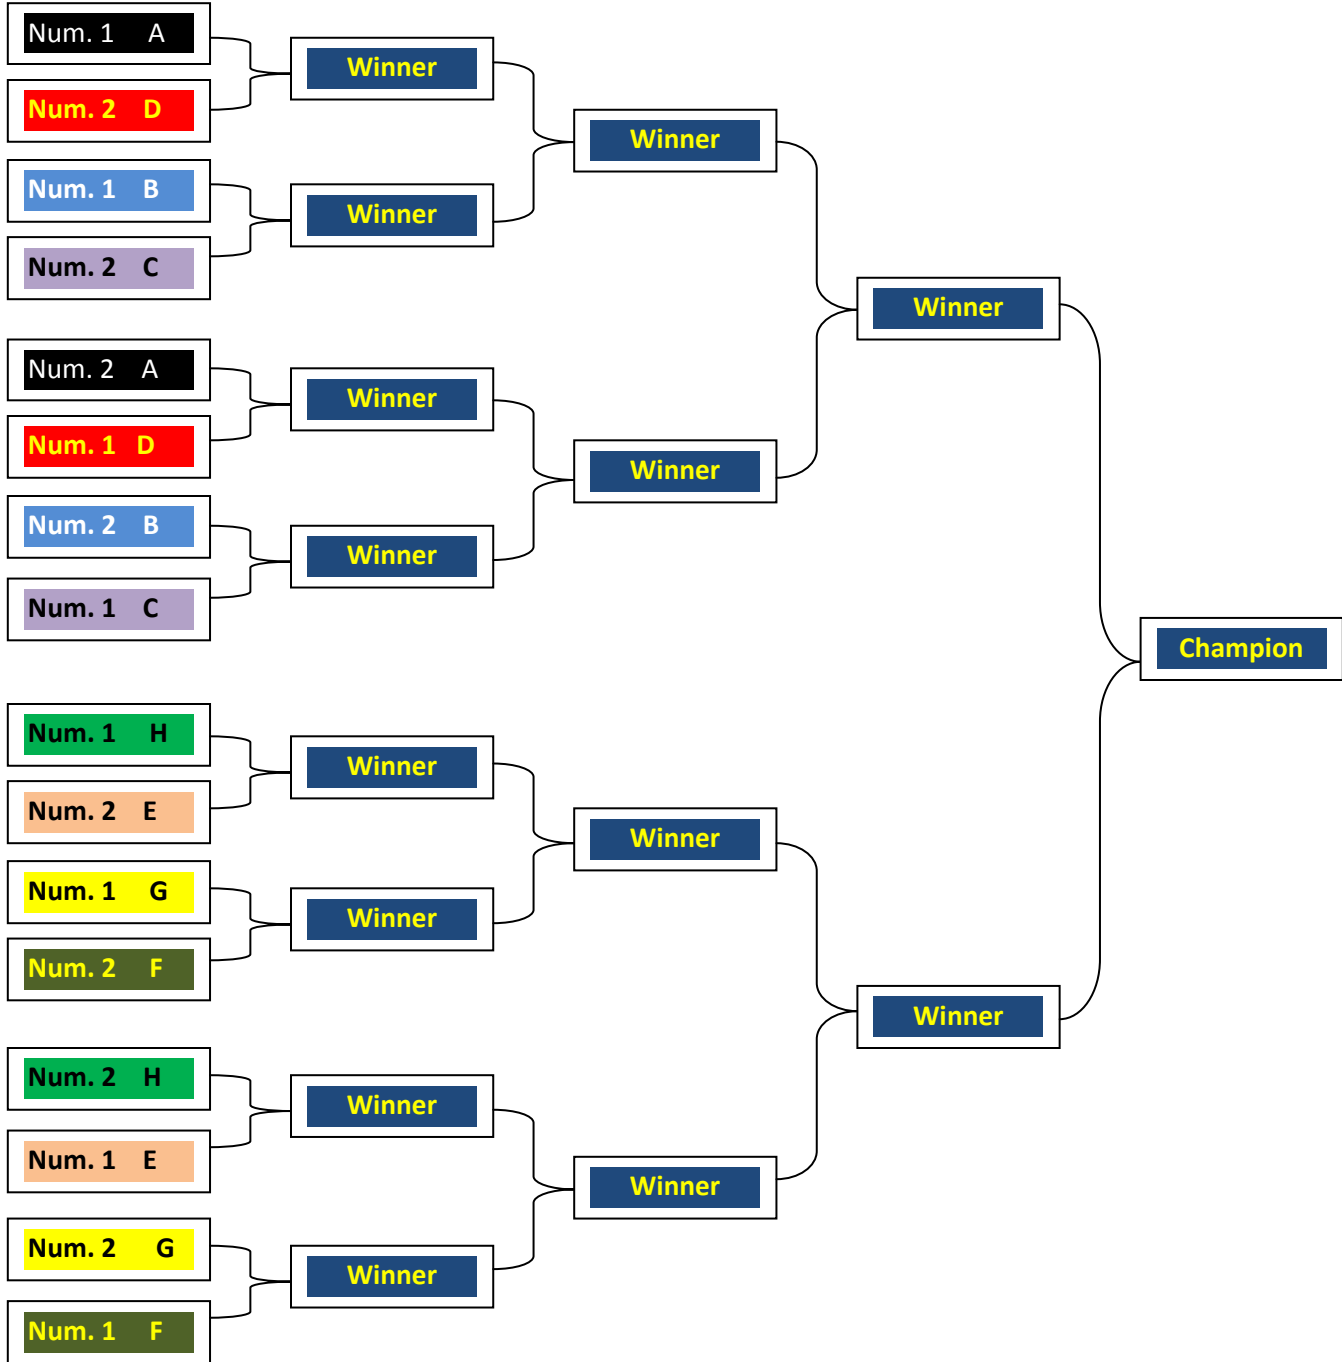 Num. 1 A
Num. 2 D
Num. 1 B
Num. 2 C
Num. 2 A
Num. 1 D
Num. 2 B
Num. 1 C
Num. 1 H
Num. 2 E
Num. 1 G
Num. 2 F
Num. 2 H
Num. 1 E
Num. 2 G
Num. 1 F
Winner
Winner
Winner
Winner
Winner
Winner
Winner
Winner
Winner
Winner
Winner
Winner
Winner
Winner
Champion